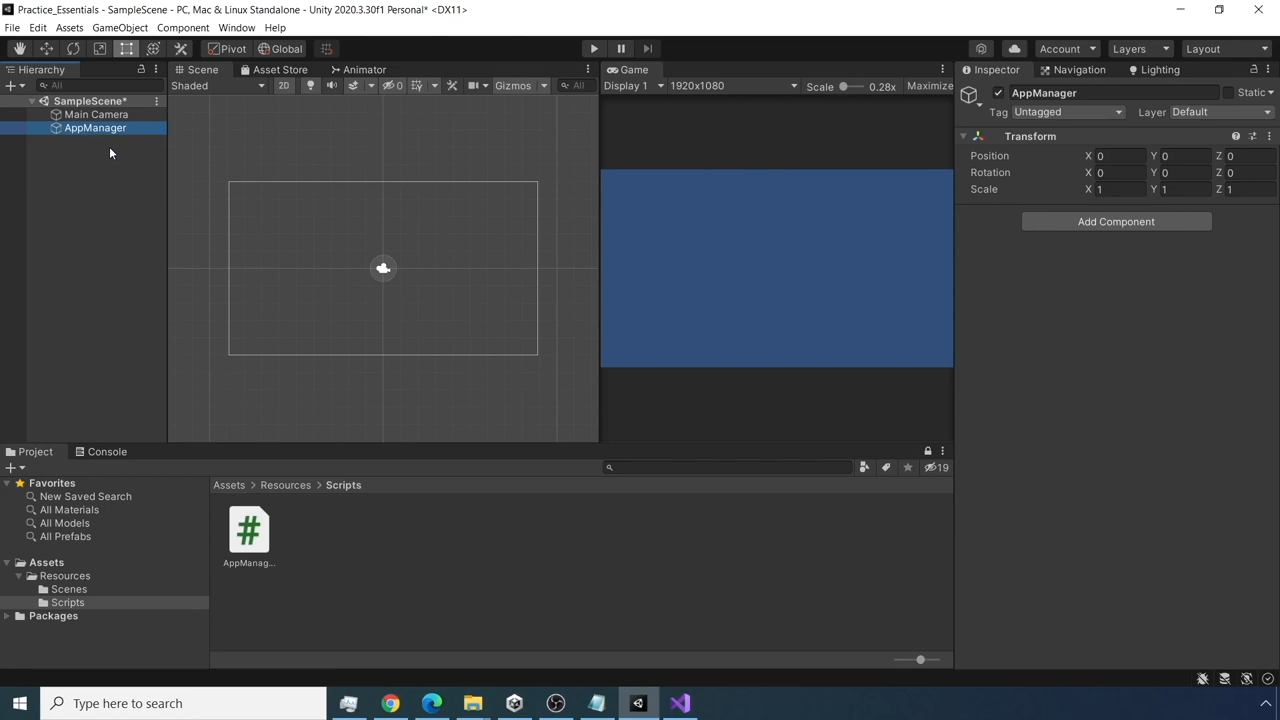 Practice_Essentials - SampleScene - PC, Mac & Linux Standalone - Unity 2020.3.30f1 Personal* <DX11>
File Edit Assets GameObject Component Window Help
Pivot Global Account Layers Layout
Hierarchy Scene Asset Store Animator Game Inspector Navigation Lighting
All Shaded 2D 0 Gizmos All Display 1 1920x1080 Scale 0.28x Maximize
AppManager Static
SampleScene*
Main Camera
AppManager
Tag Untagged Layer Default
Transform
Position X 0 Y 0 Z 0
Rotation X 0 Y 0 Z 0
Scale X 1 Y 1 Z 1
Add Component
Project Console
19
Favorites
New Saved Search
All Materials
All Models
All Prefabs
Assets
Resources
Scenes
Scripts
Packages
Assets > Resources > Scripts
#
AppManag...
Type here to search